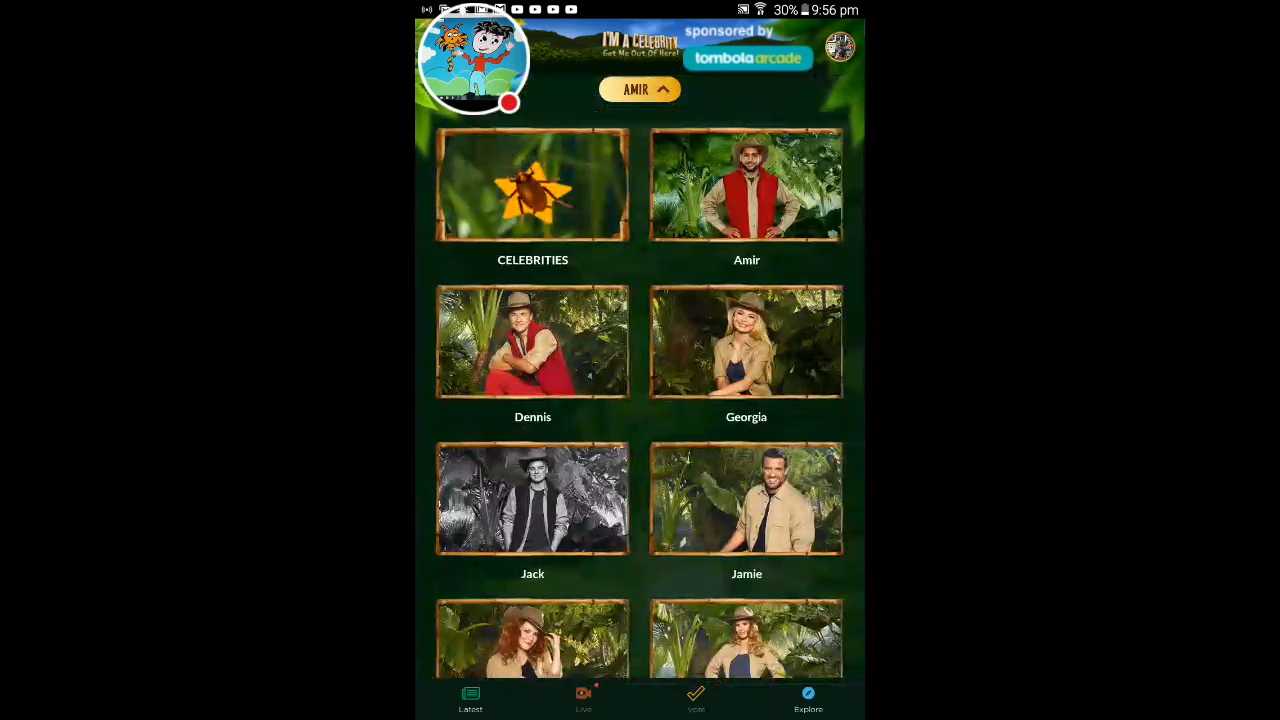 30% 9:56 pm
I'M A CELEBRITY
Get Me Out Of Here!
sponsored by
tombola arcade
AMIR
CELEBRITIES
Amir
Dennis
Georgia
Jack
Jamie
Latest
Live
Vote
Explore